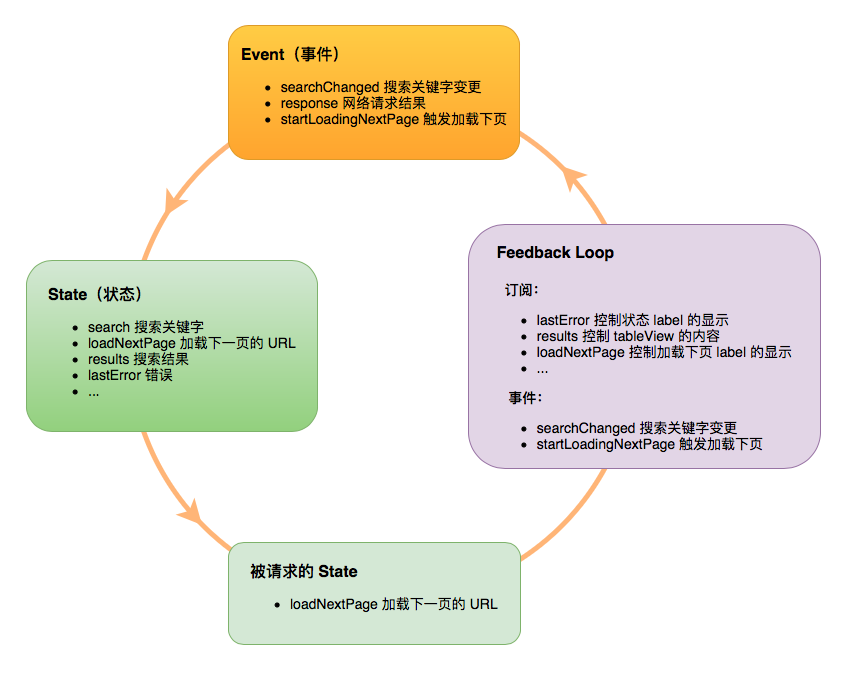 Event（事件）
• searchChanged 搜索关键字变更
• response 网络请求结果
• startLoadingNextPage 触发加载下页
State（状态）
• search 搜索关键字
• loadNextPage 加载下一页的 URL
• results 搜索结果
• lastError 错误
• ...
Feedback Loop
订阅：
• lastError 控制状态 label 的显示
• results 控制 tableView 的内容
• loadNextPage 控制加载下页 label 的显示
• ...
事件：
• searchChanged 搜索关键字变更
• startLoadingNextPage 触发加载下页
被请求的 State
• loadNextPage 加载下一页的 URL